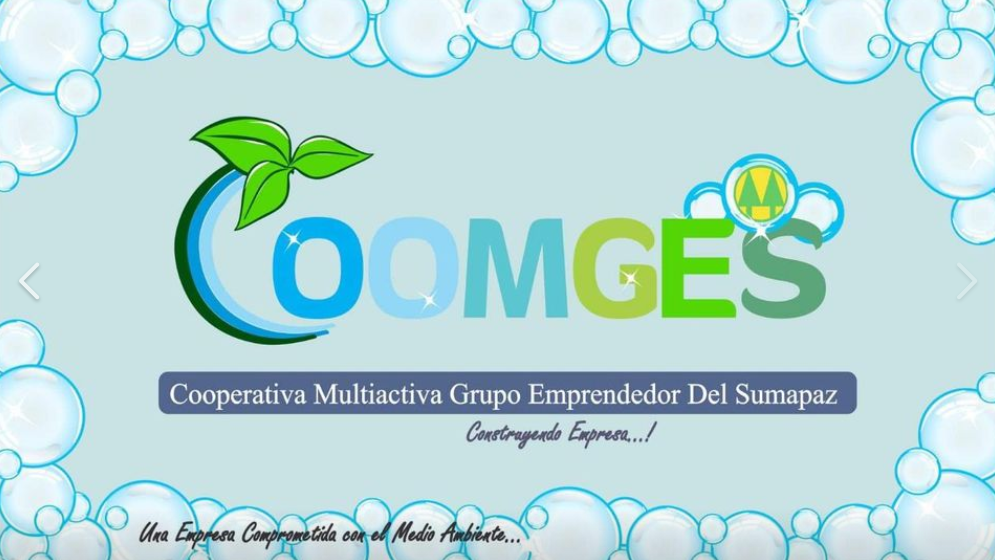 COOMGES
Cooperativa Multiactiva Grupo Emprendedor Del Sumapaz
Construyendo Empresa...!
Una Empresa Comprometida con el Medio Ambiente...